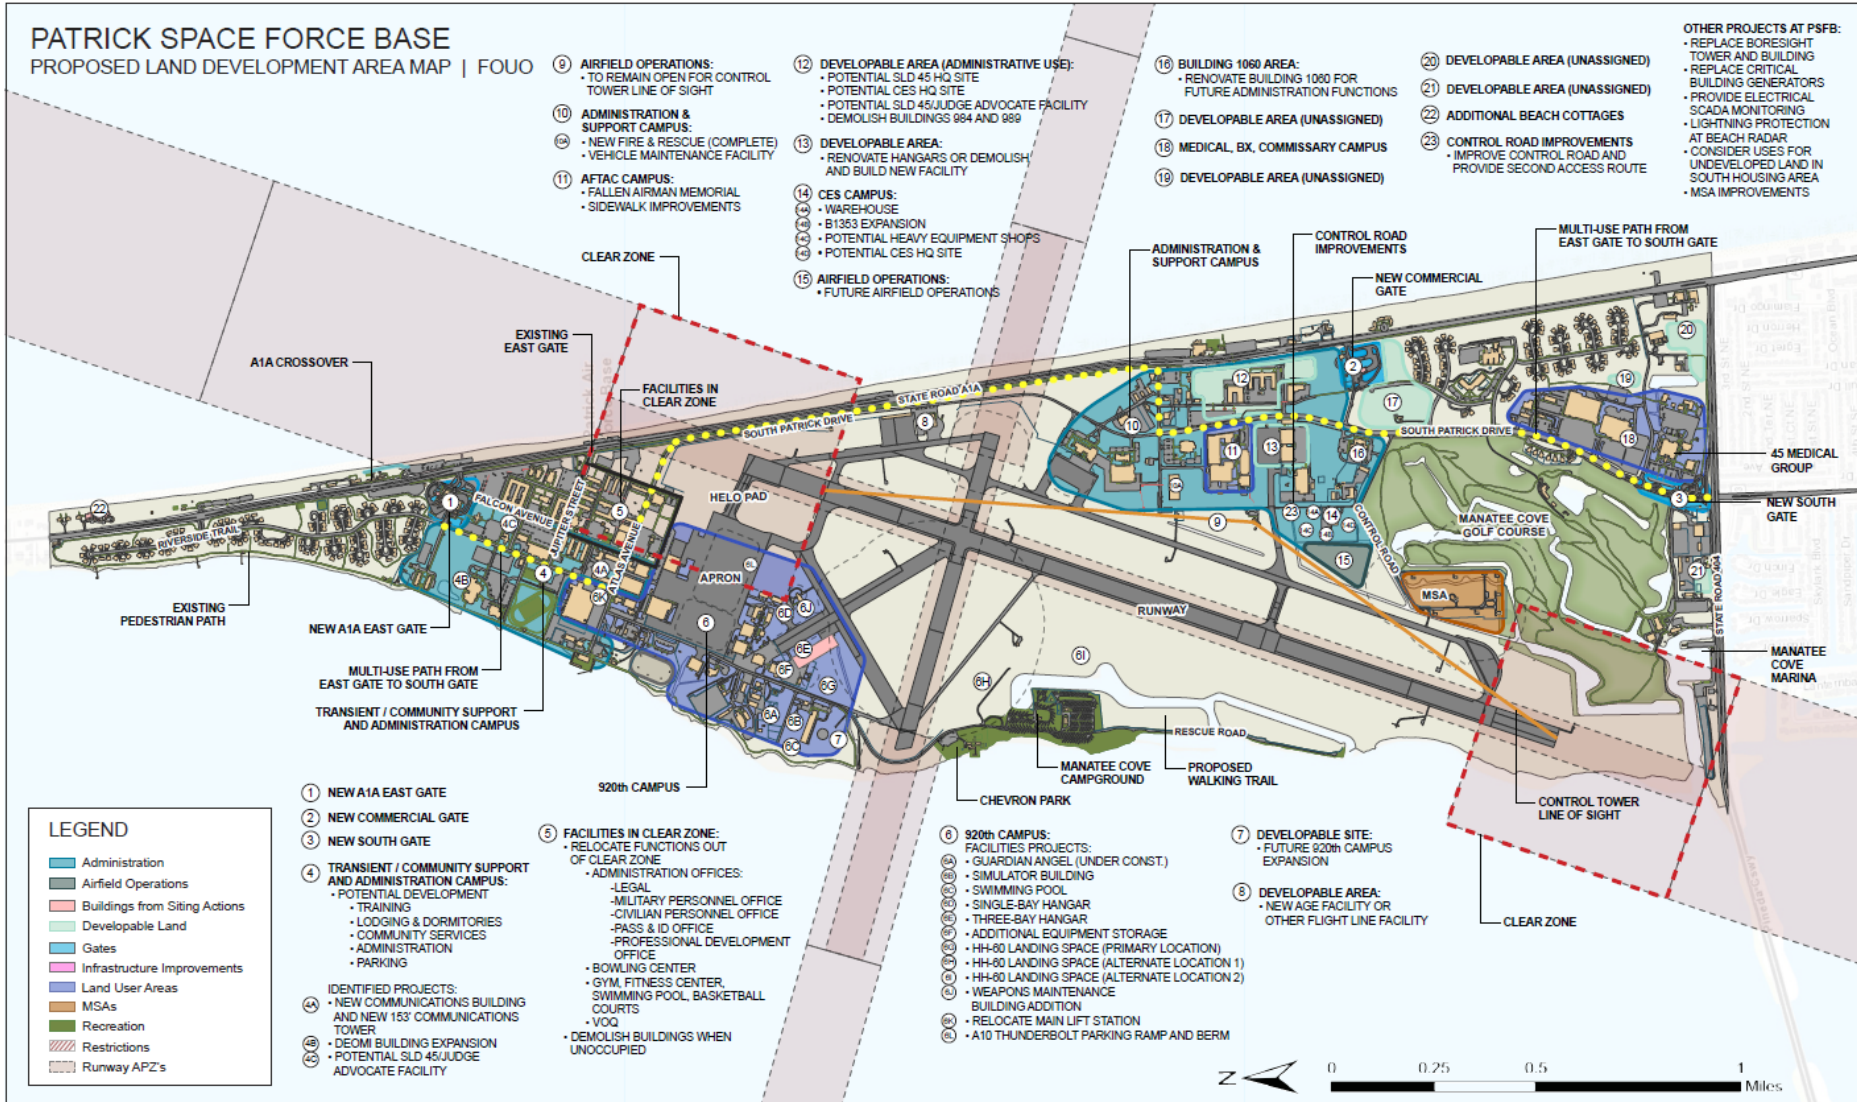 PATRICK SPACE FORCE BASE
PROPOSED LAND DEVELOPMENT AREA MAP | FOUO
9 AIRFIELD OPERATIONS:
• TO REMAIN OPEN FOR CONTROL
TOWER LINE OF SIGHT
10 ADMINISTRATION &
SUPPORT CAMPUS:
10A • NEW FIRE & RESCUE (COMPLETE)
• VEHICLE MAINTENANCE FACILITY
11 AFTAC CAMPUS:
• FALLEN AIRMAN MEMORIAL
• SIDEWALK IMPROVEMENTS
12 DEVELOPABLE AREA (ADMINISTRATIVE USE):
• POTENTIAL SLD 45 HQ SITE
• POTENTIAL CES HQ SITE
• POTENTIAL SLD 45/JUDGE ADVOCATE FACILITY
• DEMOLISH BUILDINGS 984 AND 989
13 DEVELOPABLE AREA:
• RENOVATE HANGARS OR DEMOLISH
AND BUILD NEW FACILITY
14 CES CAMPUS:
14A • WAREHOUSE
14B • B1353 EXPANSION
14C • POTENTIAL HEAVY EQUIPMENT SHOPS
14D • POTENTIAL CES HQ SITE
15 AIRFIELD OPERATIONS:
• FUTURE AIRFIELD OPERATIONS
16 BUILDING 1060 AREA:
• RENOVATE BUILDING 1060 FOR
FUTURE ADMINISTRATION FUNCTIONS
17 DEVELOPABLE AREA (UNASSIGNED)
18 MEDICAL, BX, COMMISSARY CAMPUS
19 DEVELOPABLE AREA (UNASSIGNED)
20 DEVELOPABLE AREA (UNASSIGNED)
21 DEVELOPABLE AREA (UNASSIGNED)
22 ADDITIONAL BEACH COTTAGES
23 CONTROL ROAD IMPROVEMENTS
• IMPROVE CONTROL ROAD AND
PROVIDE SECOND ACCESS ROUTE
OTHER PROJECTS AT PSFB:
• REPLACE BORESIGHT
TOWER AND BUILDING
• REPLACE CRITICAL
BUILDING GENERATORS
• PROVIDE ELECTRICAL
SCADA MONITORING
• LIGHTNING PROTECTION
AT BEACH RADAR
• CONSIDER USES FOR
UNDEVELOPED LAND IN
SOUTH HOUSING AREA
• MSA IMPROVEMENTS
CLEAR ZONE
EXISTING
EAST GATE
A1A CROSSOVER
FACILITIES IN
CLEAR ZONE
ADMINISTRATION &
SUPPORT CAMPUS
CONTROL ROAD
IMPROVEMENTS
NEW COMMERCIAL
GATE
MULTI-USE PATH FROM
EAST GATE TO SOUTH GATE
STATE ROAD A1A
SOUTH PATRICK DRIVE
SOUTH PATRICK DRIVE
HELO PAD
FALCON AVENUE
JUPITER STREET
ATLAS AVENUE
RIVERSIDE TRAIL
APRON
RUNWAY
CONTROL ROAD
MSA
MANATEE COVE
GOLF COURSE
STATE ROAD 404
RESCUE ROAD
45 MEDICAL
GROUP
NEW SOUTH
GATE
MANATEE
COVE
MARINA
EXISTING
PEDESTRIAN PATH
NEW A1A EAST GATE
MULTI-USE PATH FROM
EAST GATE TO SOUTH GATE
TRANSIENT / COMMUNITY SUPPORT
AND ADMINISTRATION CAMPUS
920th CAMPUS
CHEVRON PARK
MANATEE COVE
CAMPGROUND
PROPOSED
WALKING TRAIL
CONTROL TOWER
LINE OF SIGHT
CLEAR ZONE
LEGEND
Administration
Airfield Operations
Buildings from Siting Actions
Developable Land
Gates
Infrastructure Improvements
Land User Areas
MSAs
Recreation
Restrictions
Runway APZ's
1 NEW A1A EAST GATE
2 NEW COMMERCIAL GATE
3 NEW SOUTH GATE
4 TRANSIENT / COMMUNITY SUPPORT
AND ADMINISTRATION CAMPUS:
• POTENTIAL DEVELOPMENT
• TRAINING
• LODGING & DORMITORIES
• COMMUNITY SERVICES
• ADMINISTRATION
• PARKING
IDENTIFIED PROJECTS:
4A • NEW COMMUNICATIONS BUILDING
AND NEW 153' COMMUNICATIONS
TOWER
4B • DEOMI BUILDING EXPANSION
4C • POTENTIAL SLD 45/JUDGE
ADVOCATE FACILITY
5 FACILITIES IN CLEAR ZONE:
• RELOCATE FUNCTIONS OUT
OF CLEAR ZONE
• ADMINISTRATION OFFICES:
-LEGAL
-MILITARY PERSONNEL OFFICE
-CIVILIAN PERSONNEL OFFICE
-PASS & ID OFFICE
-PROFESSIONAL DEVELOPMENT
OFFICE
• BOWLING CENTER
• GYM, FITNESS CENTER,
SWIMMING POOL, BASKETBALL
COURTS
• VOQ
• DEMOLISH BUILDINGS WHEN
UNOCCUPIED
6 920th CAMPUS:
FACILITIES PROJECTS:
6A • GUARDIAN ANGEL (UNDER CONST.)
6B • SIMULATOR BUILDING
6C • SWIMMING POOL
6D • SINGLE-BAY HANGAR
6E • THREE-BAY HANGAR
6F • ADDITIONAL EQUIPMENT STORAGE
6G • HH-60 LANDING SPACE (PRIMARY LOCATION)
6H • HH-60 LANDING SPACE (ALTERNATE LOCATION 1)
6I • HH-60 LANDING SPACE (ALTERNATE LOCATION 2)
6J • WEAPONS MAINTENANCE
BUILDING ADDITION
6K • RELOCATE MAIN LIFT STATION
6L • A10 THUNDERBOLT PARKING RAMP AND BERM
7 DEVELOPABLE SITE:
• FUTURE 920th CAMPUS
EXPANSION
8 DEVELOPABLE AREA:
• NEW AGE FACILITY OR
OTHER FLIGHT LINE FACILITY
N
0 0.25 0.5 1
Miles